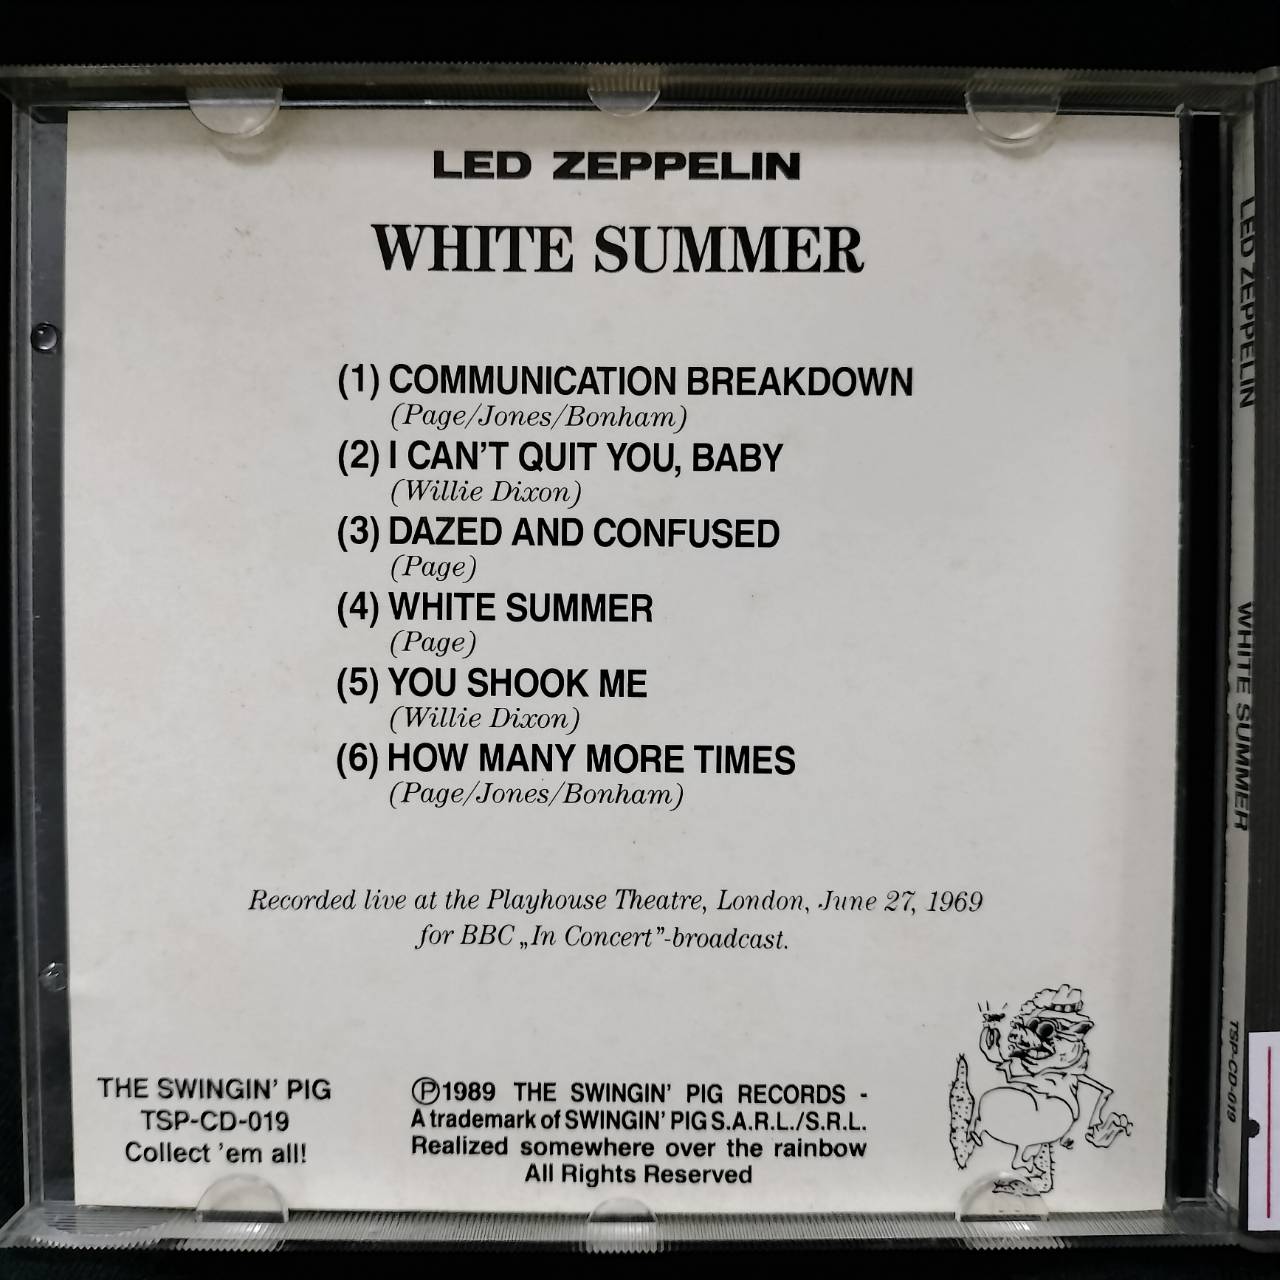 LED ZEPPELIN
WHITE SUMMER
(1) COMMUNICATION BREAKDOWN
(Page/Jones/Bonham)
(2) I CAN'T QUIT YOU, BABY
(Willie Dixon)
(3) DAZED AND CONFUSED
(Page)
(4) WHITE SUMMER
(Page)
(5) YOU SHOOK ME
(Willie Dixon)
(6) HOW MANY MORE TIMES
(Page/Jones/Bonham)
Recorded live at the Playhouse Theatre, London, June 27, 1969
for BBC „In Concert”-broadcast.
THE SWINGIN' PIG
TSP-CD-019
Collect 'em all!
Ⓟ1989 THE SWINGIN' PIG RECORDS -
A trademark of SWINGIN' PIG S.A.R.L./S.R.L.
Realized somewhere over the rainbow
All Rights Reserved
LED ZEPPELIN WHITE SUMMER TSP-CD-019